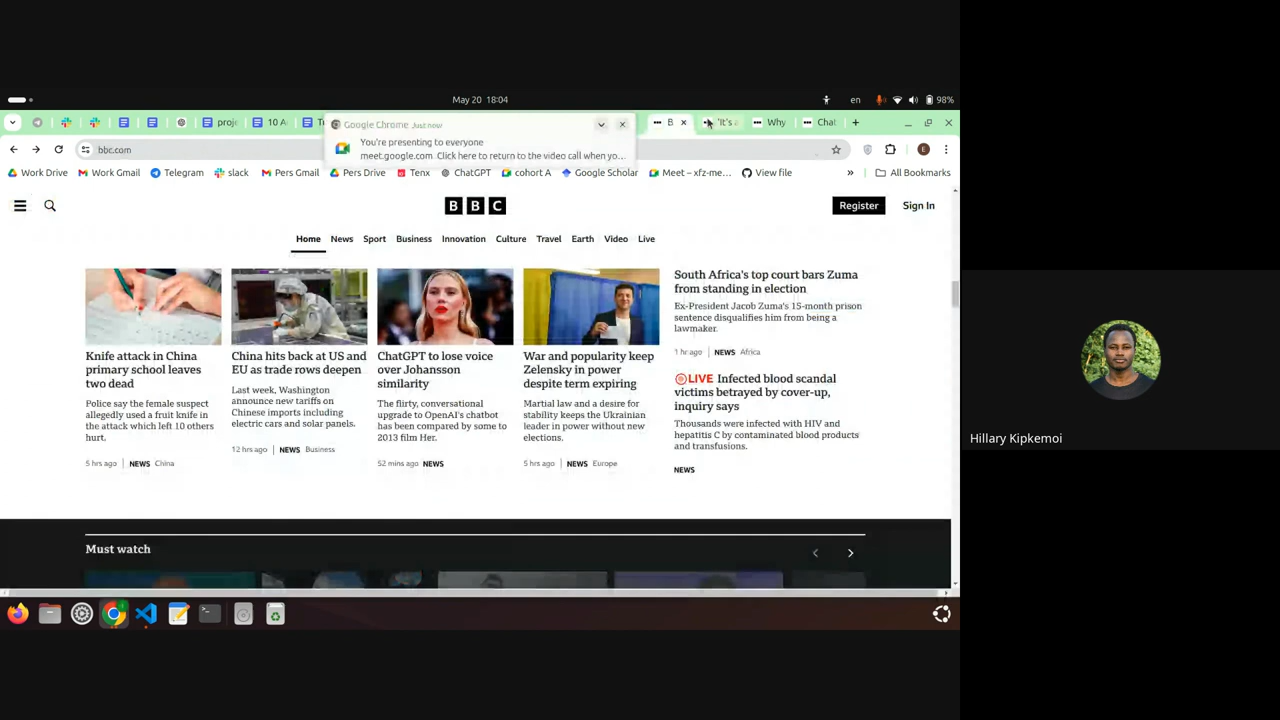 May 20 18:04
en
98%
proje
10 A
Google Chrome Just now
You're presenting to everyone
meet.google.com Click here to return to the video call when yo...
B
'It's a
Why
Chat
bbc.com
E
Work Drive
Work Gmail
Telegram
slack
Pers Gmail
Pers Drive
Tenx
ChatGPT
cohort A
Google Scholar
Meet – xfz-me...
View file
All Bookmarks
BBC
Register
Sign In
Home
News
Sport
Business
Innovation
Culture
Travel
Earth
Video
Live
Knife attack in China
primary school leaves
two dead
Police say the female suspect
allegedly used a fruit knife in
the attack which left 10 others
hurt.
5 hrs ago | NEWS China
China hits back at US and
EU as trade rows deepen
Last week, Washington
announce new tariffs on
Chinese imports including
electric cars and solar panels.
12 hrs ago | NEWS Business
ChatGPT to lose voice
over Johansson
similarity
The flirty, conversational
upgrade to OpenAI's chatbot
has been compared by some to
2013 film Her.
52 mins ago NEWS
War and popularity keep
Zelensky in power
despite term expiring
Martial law and a desire for
stability keeps the Ukrainian
leader in power without new
elections.
5 hrs ago | NEWS Europe
South Africa's top court bars Zuma
from standing in election
Ex-President Jacob Zuma's 15-month prison
sentence disqualifies him from being a
lawmaker.
1 hr ago | NEWS Africa
LIVE Infected blood scandal
victims betrayed by cover-up,
inquiry says
Thousands were infected with HIV and
hepatitis C by contaminated blood products
and transfusions.
NEWS
Must watch
Hillary Kipkemoi